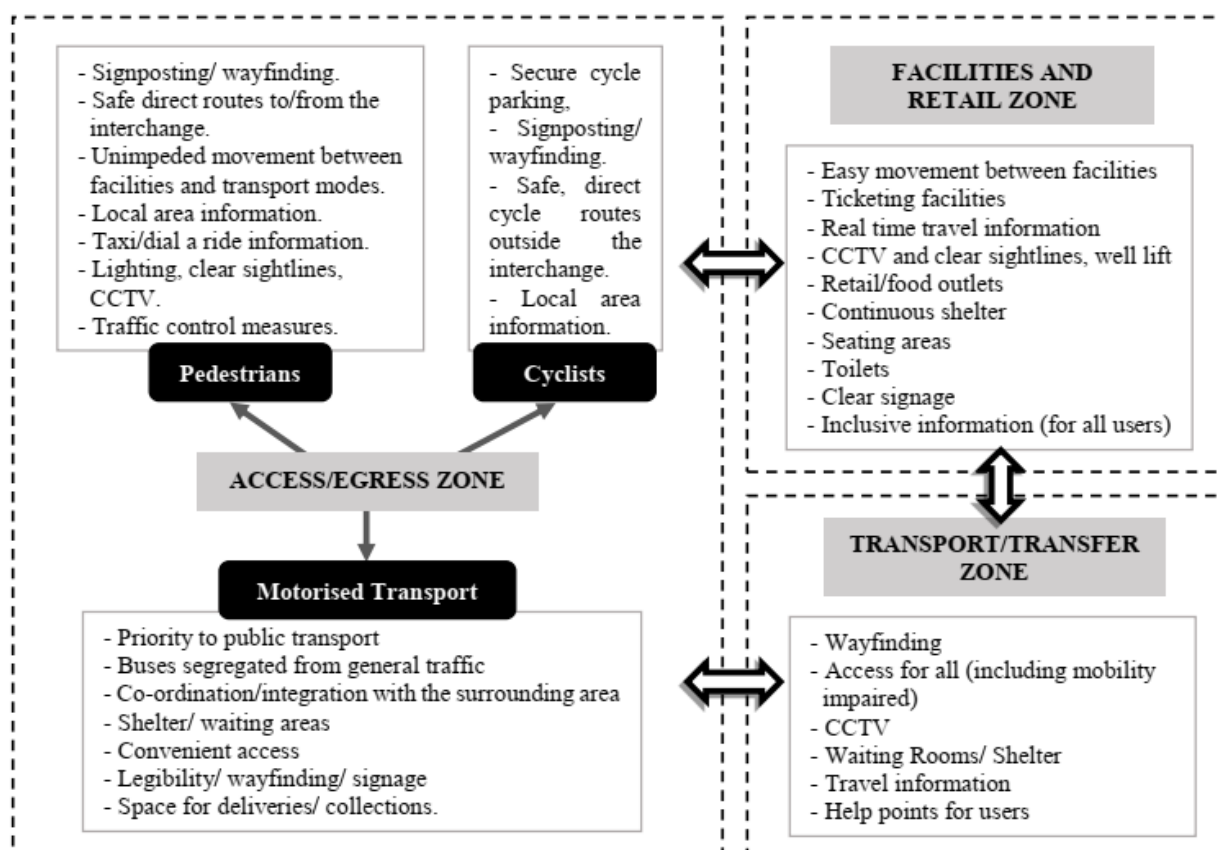 - Signposting/ wayfinding.
- Safe direct routes to/from the
interchange.
- Unimpeded movement between
facilities and transport modes.
- Local area information.
- Taxi/dial a ride information.
- Lighting, clear sightlines,
CCTV.
- Traffic control measures.
Pedestrians
- Secure cycle
parking,
- Signposting/
wayfinding.
- Safe, direct
cycle routes
outside the
interchange.
- Local area
information.
Cyclists
ACCESS/EGRESS ZONE
Motorised Transport
- Priority to public transport
- Buses segregated from general traffic
- Co-ordination/integration with the surrounding area
- Shelter/ waiting areas
- Convenient access
- Legibility/ wayfinding/ signage
- Space for deliveries/ collections.
FACILITIES AND
RETAIL ZONE
- Easy movement between facilities
- Ticketing facilities
- Real time travel information
- CCTV and clear sightlines, well lift
- Retail/food outlets
- Continuous shelter
- Seating areas
- Toilets
- Clear signage
- Inclusive information (for all users)
TRANSPORT/TRANSFER
ZONE
- Wayfinding
- Access for all (including mobility
impaired)
- CCTV
- Waiting Rooms/ Shelter
- Travel information
- Help points for users